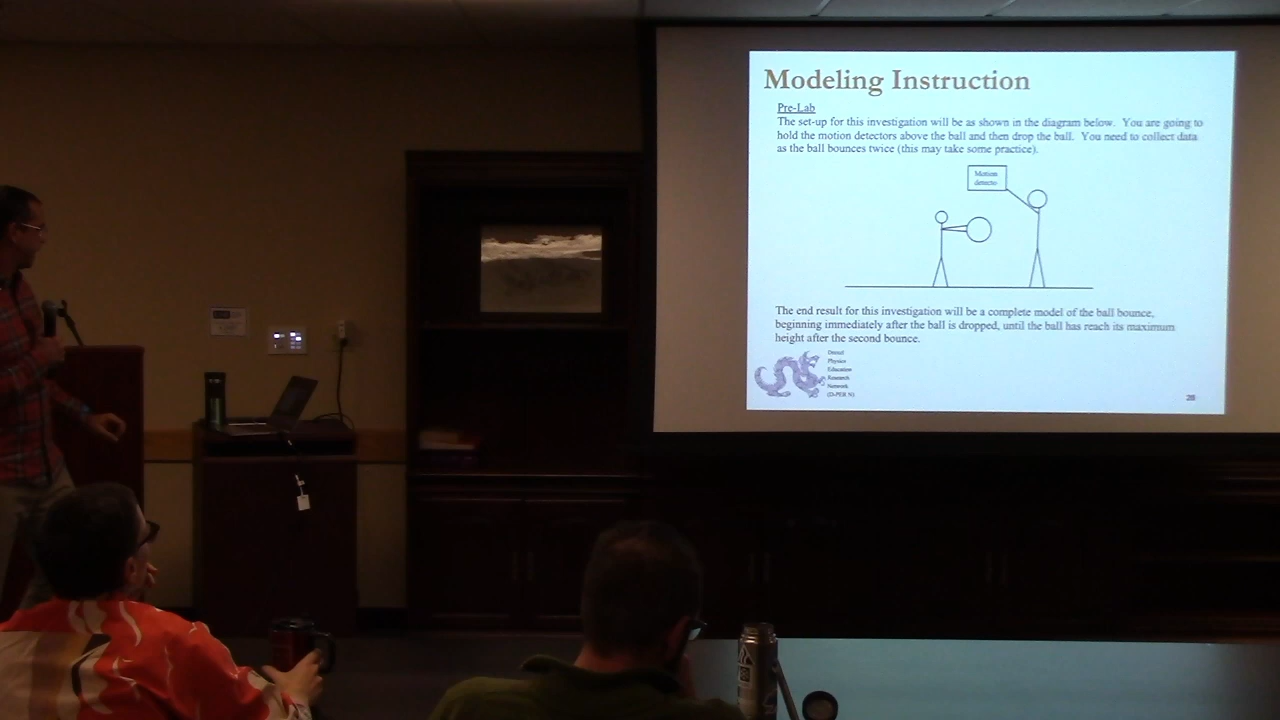 Modeling Instruction
Pre-Lab
The set-up for this investigation will be as shown in the diagram below. You are going to
hold the motion detectors above the ball and then drop the ball. You need to collect data
as the ball bounces twice (this may take some practice).
Motion
detecto
The end result for this investigation will be a complete model of the ball bounce,
beginning immediately after the ball is dropped, until the ball has reach its maximum
height after the second bounce.
Drexel
Physics
Education
Research
Network
(D-PER N)